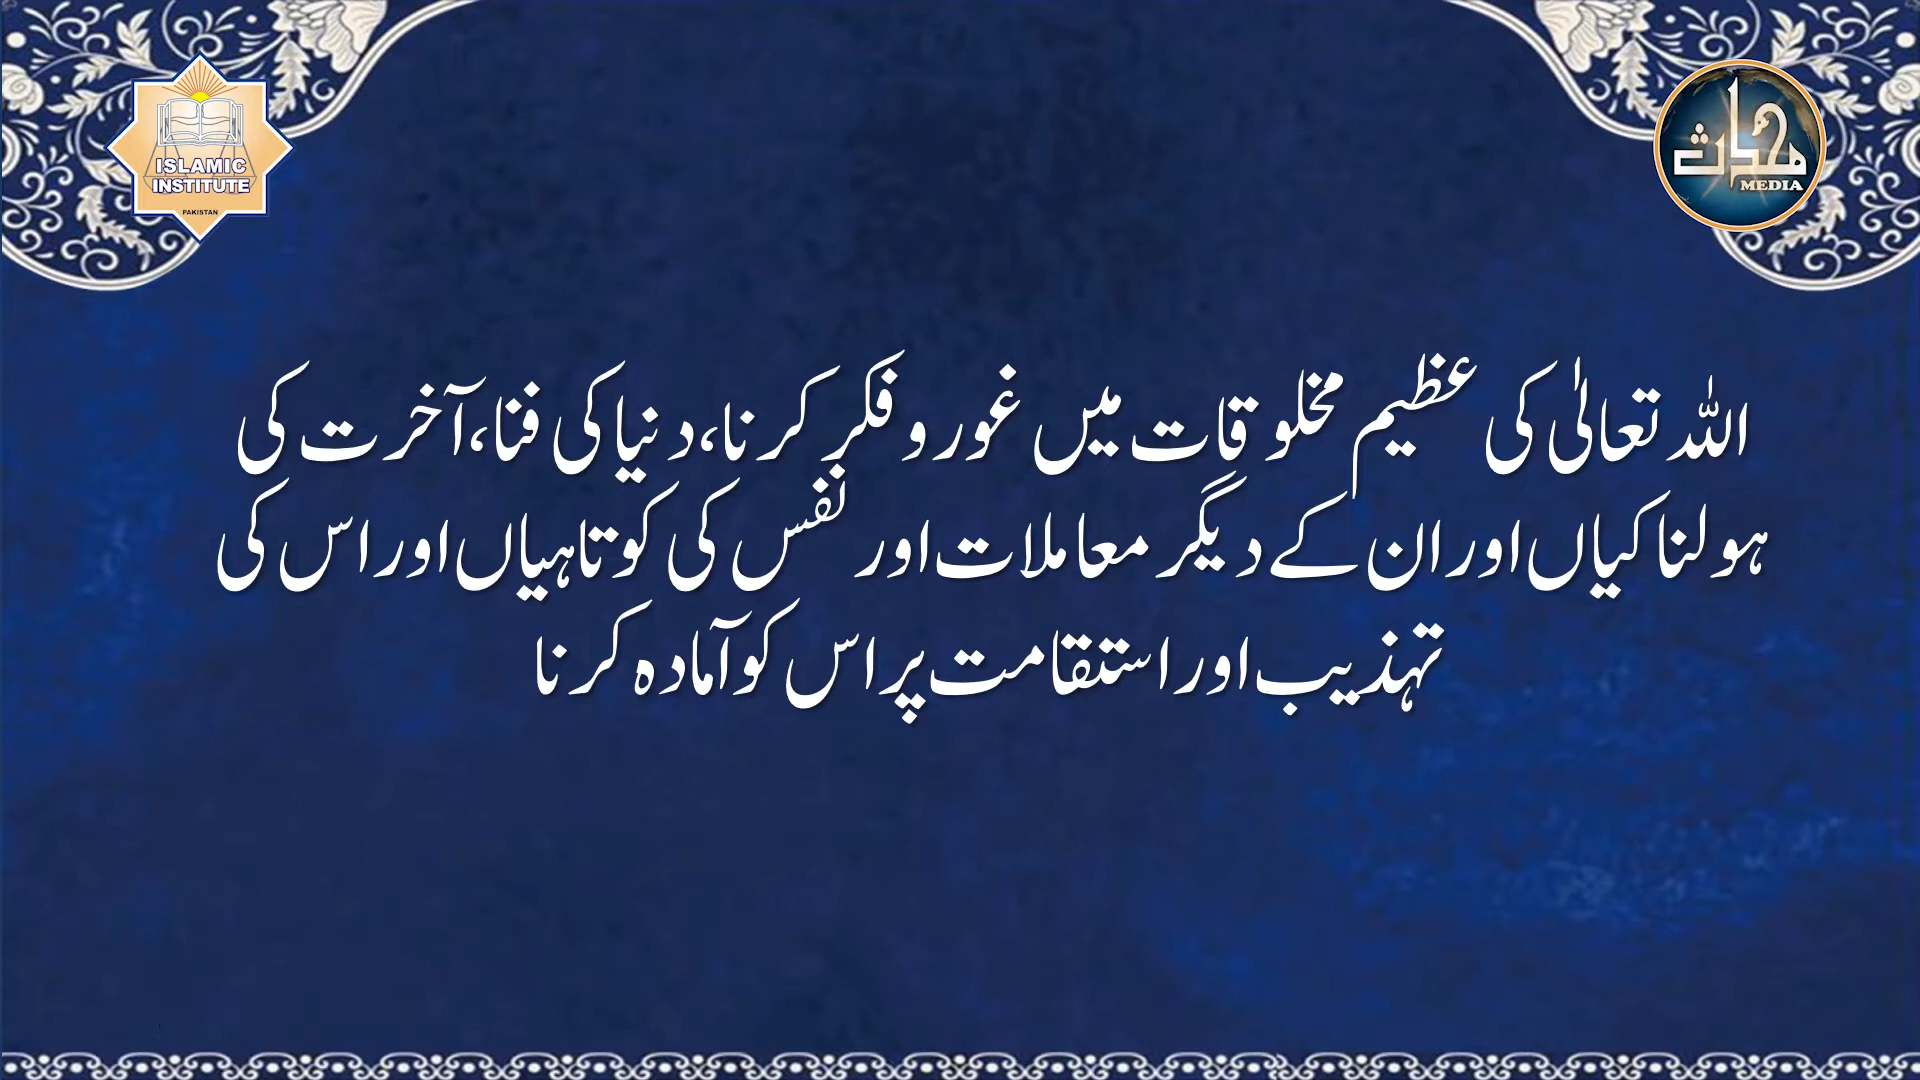 ISLAMIC
INSTITUTE
PAKISTAN
محدث
MEDIA
اللہ تعالیٰ کی عظیم مخلوقات میں غور و فکر کرنا، دنیا کی فنا، آخرت کی
ہولناکیاں اور ان کے دیگر معاملات اور نفس کی کوتاہیاں اور اس کی
تہذیب اور استقامت پر اس کو آمادہ کرنا